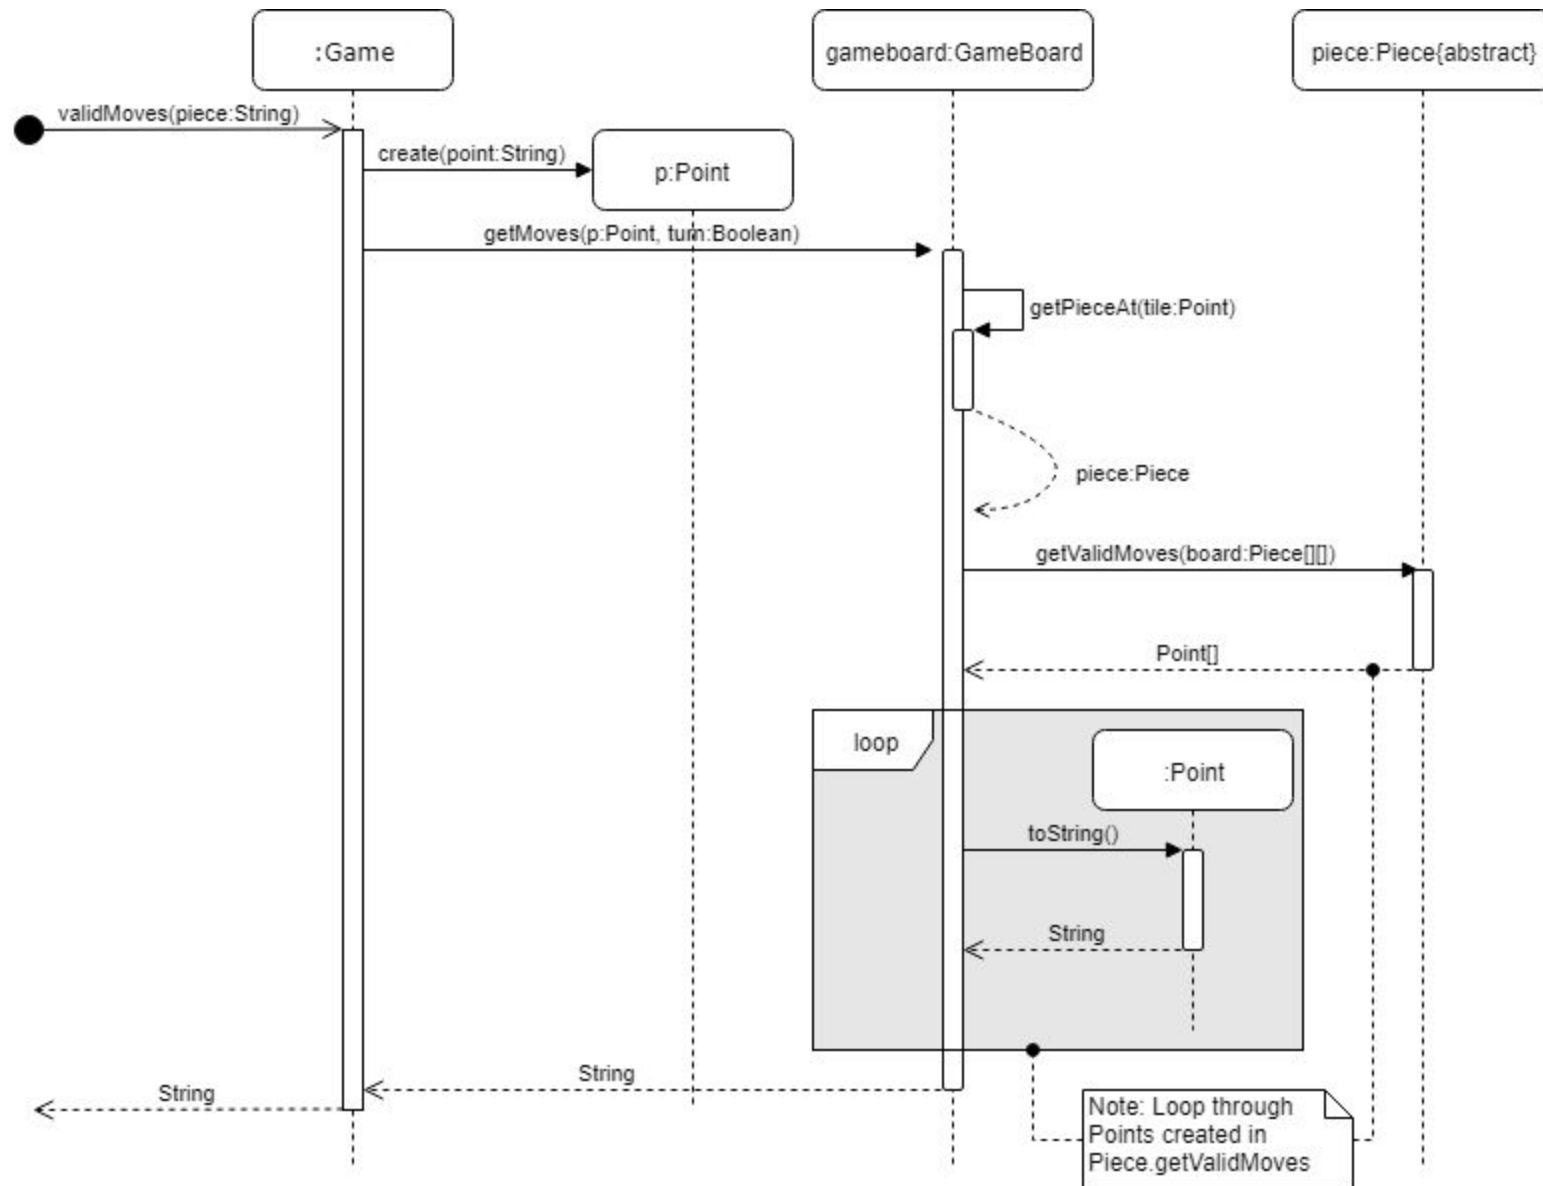 :Game
gameboard:GameBoard
piece:Piece{abstract}
validMoves(piece:String)
create(point:String)
p:Point
getMoves(p:Point, turn:Boolean)
getPieceAt(tile:Point)
piece:Piece
getValidMoves(board:Piece[][])
Point[]
loop
:Point
toString()
String
String
String
Note: Loop through
Points created in
Piece.getValidMoves